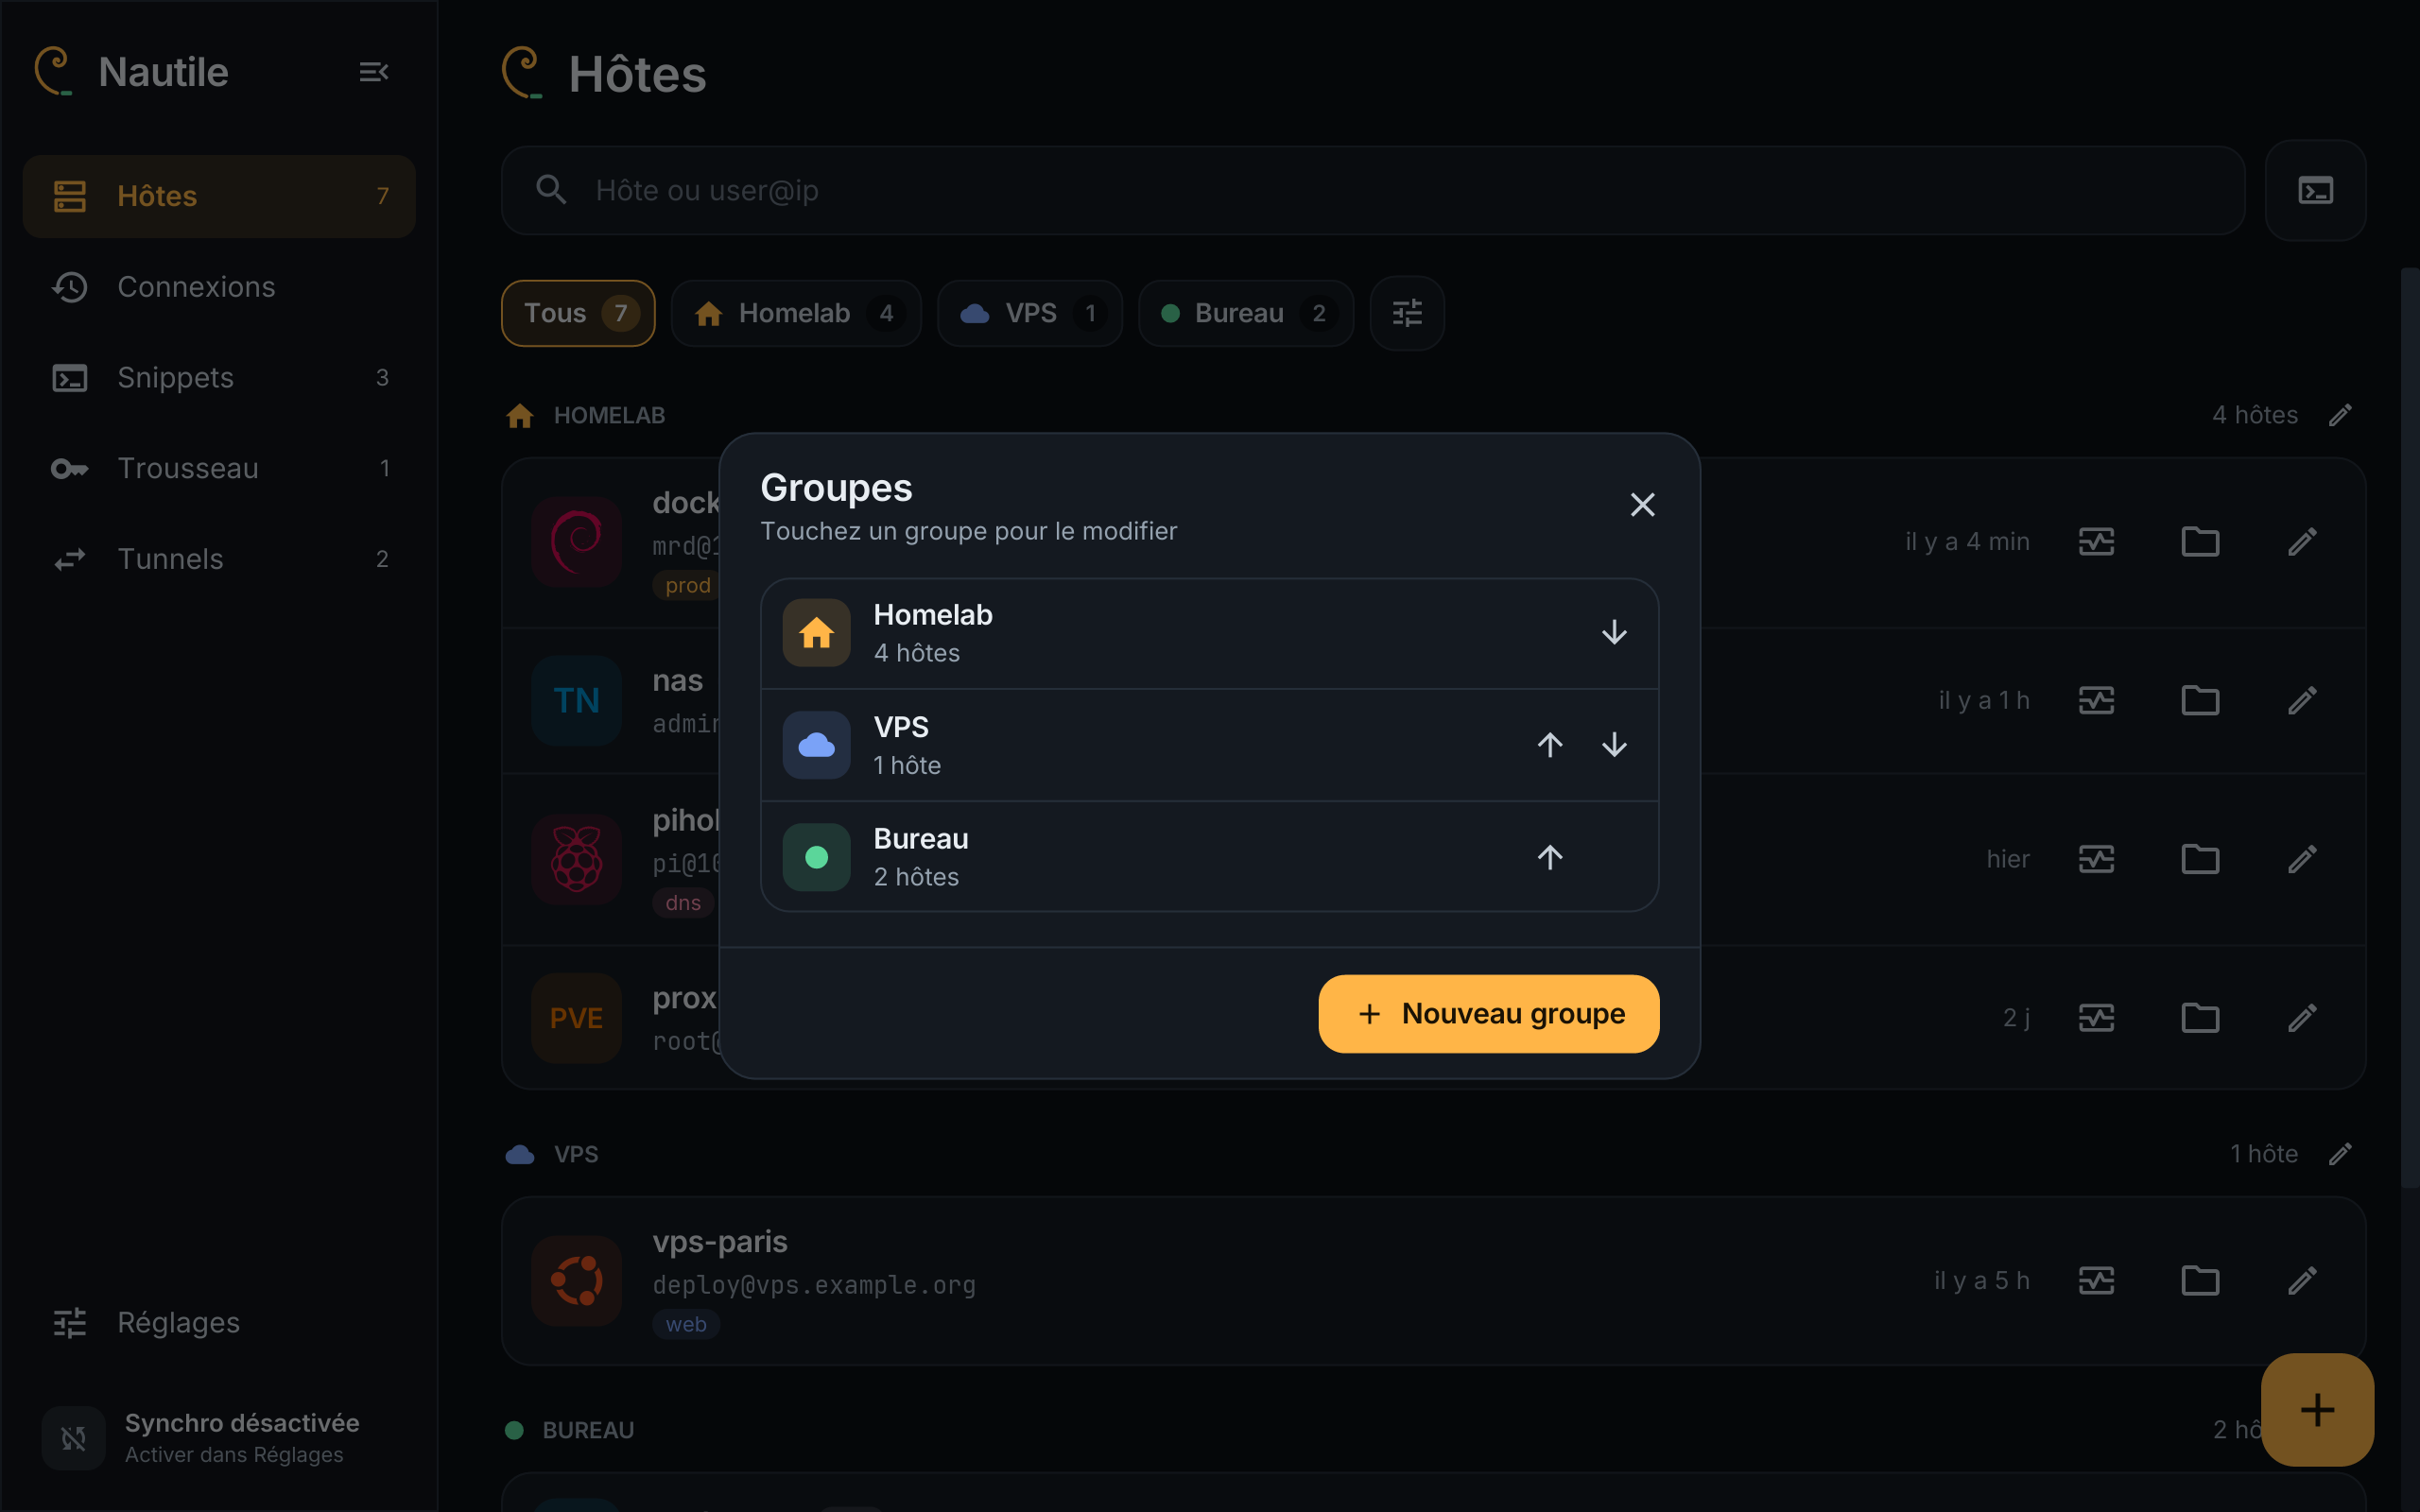 Nautile
Hôtes 7
Connexions
Snippets 3
Trousseau 1
Tunnels 2
Réglages
Synchro désactivée
Activer dans Réglages
Hôtes
Hôte ou user@ip
Tous 7 Homelab 4 VPS 1 Bureau 2
HOMELAB 4 hôtes
il y a 4 min
prod
TN nas il y a 1 h
hier
dns
PVE 2 j
Groupes
Touchez un groupe pour le modifier
Homelab
4 hôtes
VPS
1 hôte
Bureau
2 hôtes
Nouveau groupe
VPS 1 hôte
vps-paris
deploy@vps.example.org il y a 5 h
web
BUREAU 2